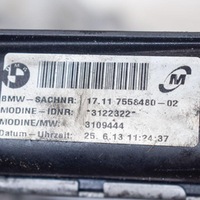 BMW-SACHNR: 17.11 7558480-02
MODINE-IDNR: *3122322*
MODINE/MW: 3109444
Datum-Uhrzeit: 25. 6.13 11:24:37